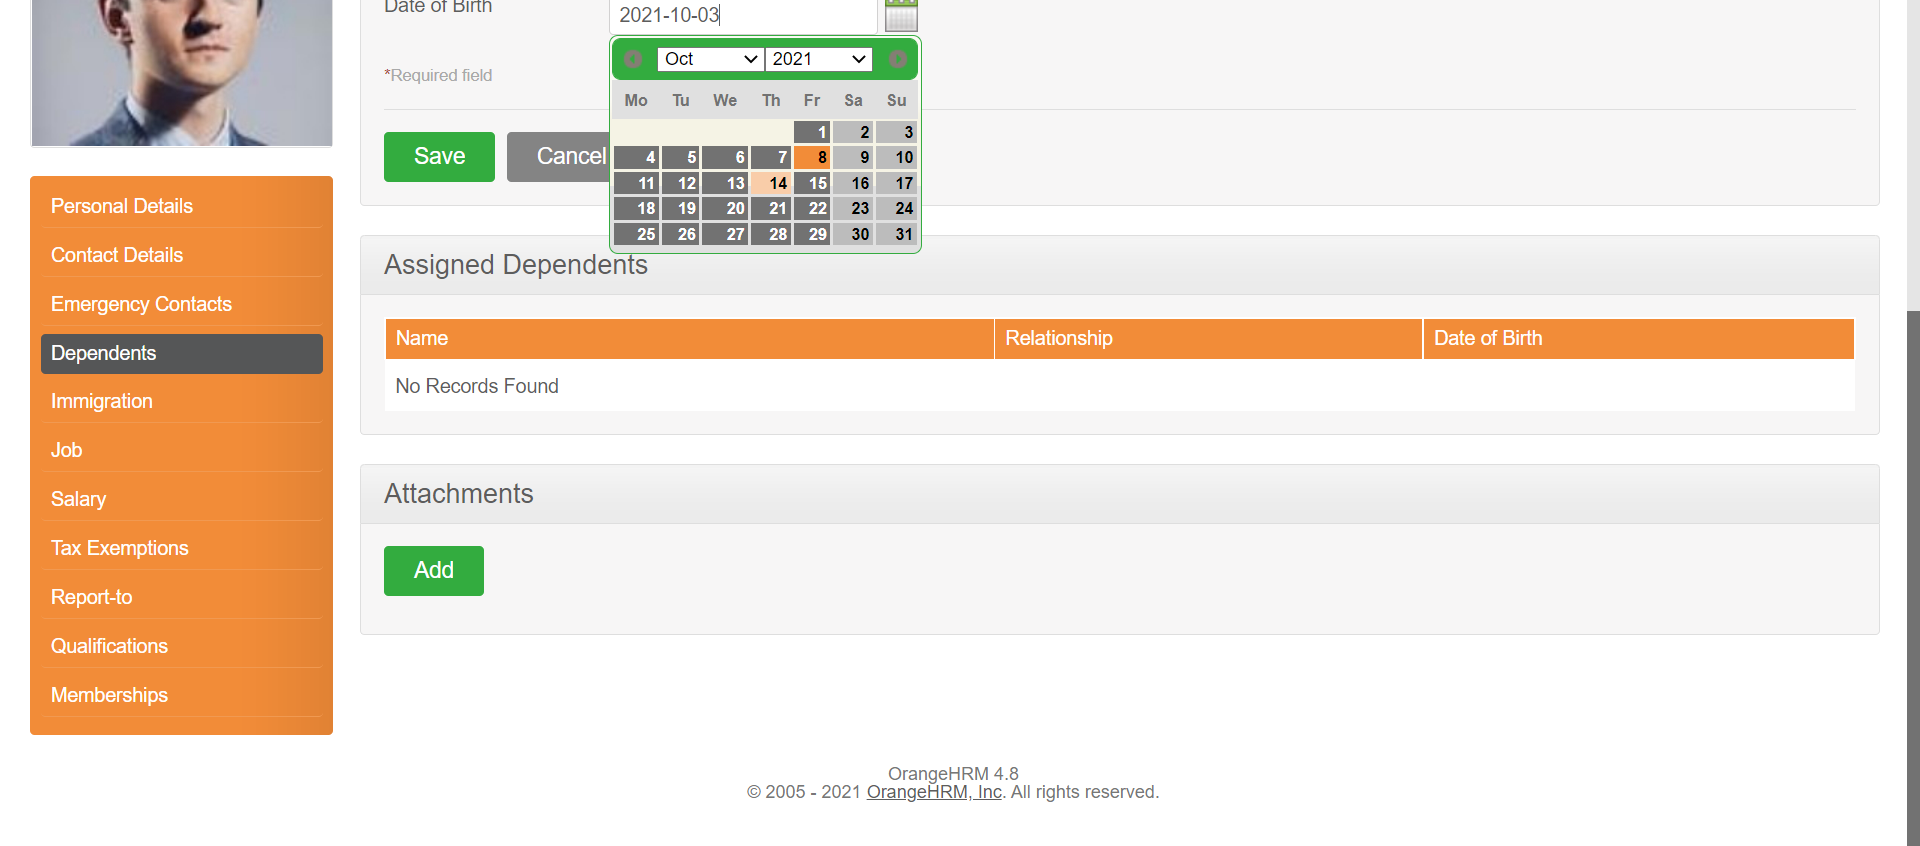 Date of Birth
2021-10-03
Oct 2021
*Required field
Mo Tu We Th Fr Sa Su
1 2 3
4 5 6 7 8 9 10
11 12 13 14 15 16 17
18 19 20 21 22 23 24
25 26 27 28 29 30 31
Save Cancel
Personal Details
Contact Details
Emergency Contacts
Dependents
Immigration
Job
Salary
Tax Exemptions
Report-to
Qualifications
Memberships
Assigned Dependents
Name Relationship Date of Birth
No Records Found
Attachments
Add
OrangeHRM 4.8
© 2005 - 2021 OrangeHRM, Inc. All rights reserved.